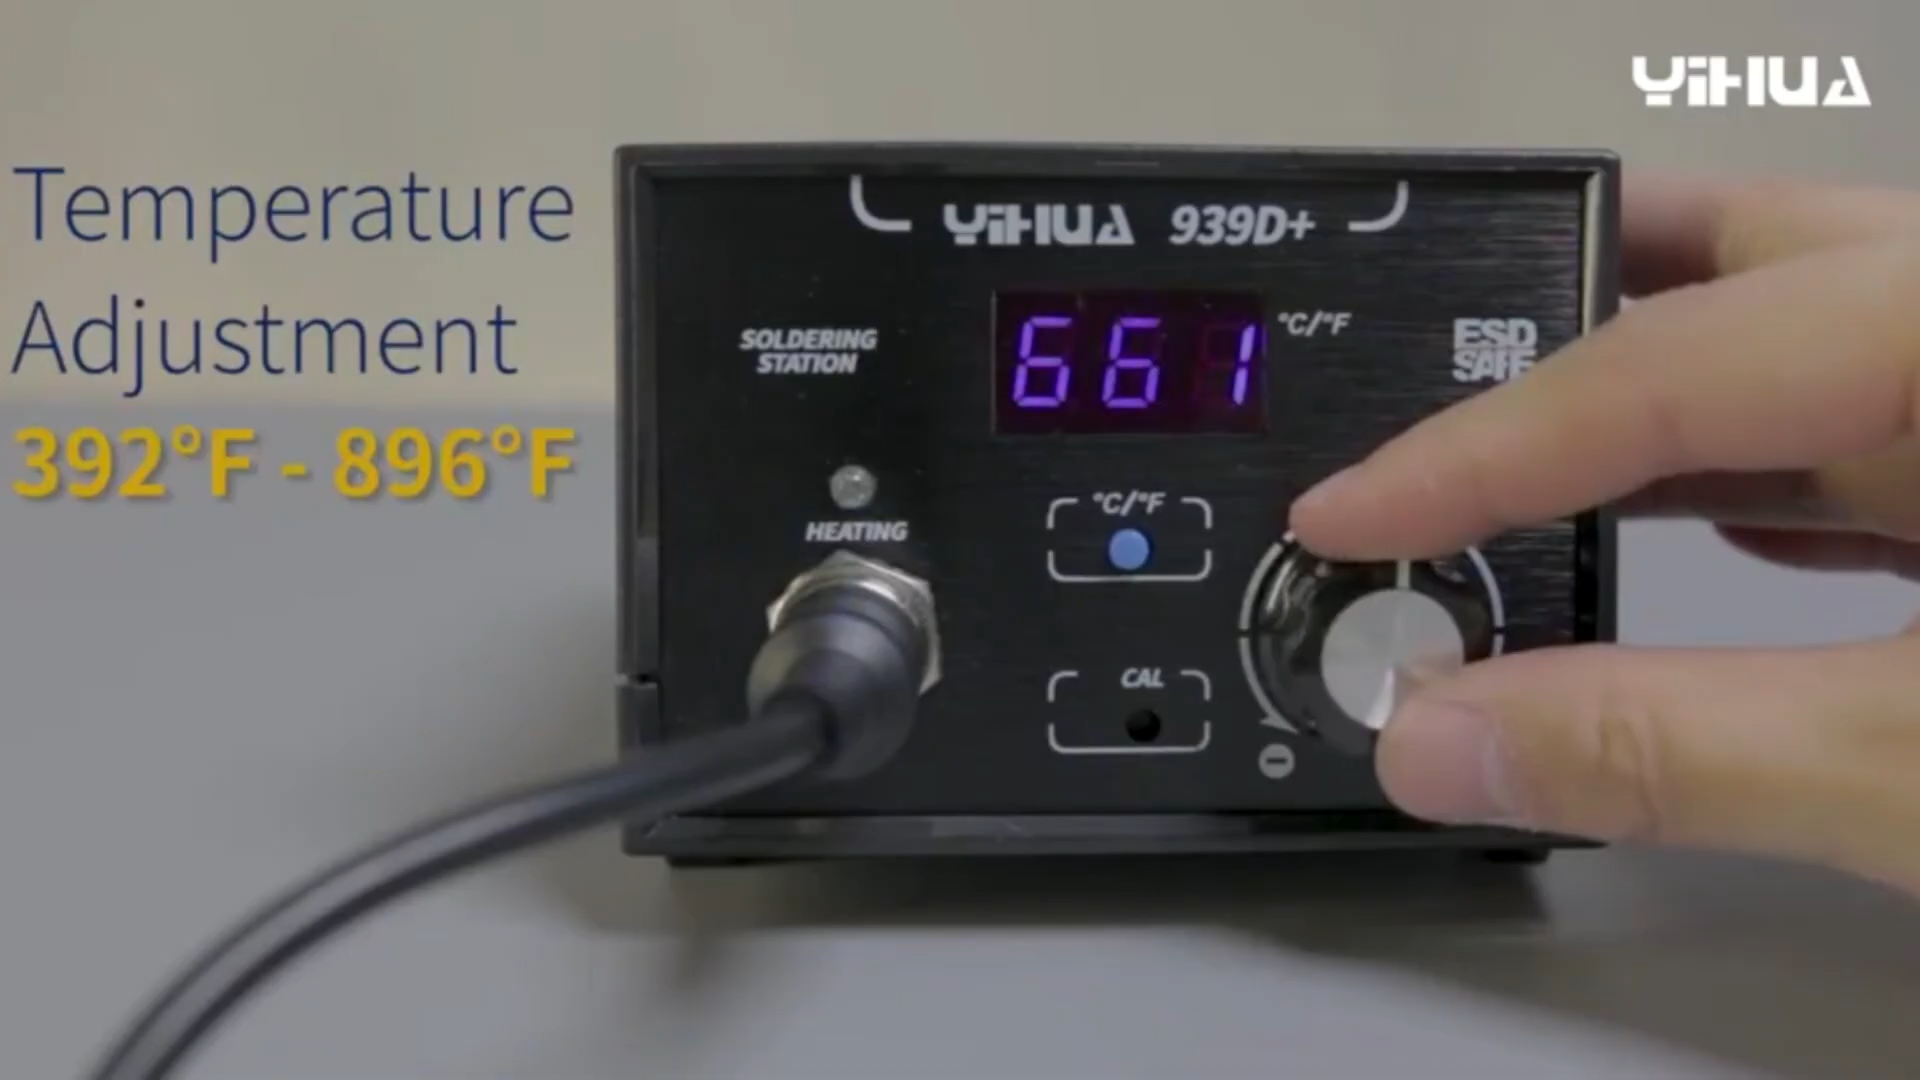 YIHUA
Temperature
Adjustment
392°F - 896°F
YIHUA 939D+
661
°C/°F
SOLDERING
STATION
ESD
SAFE
HEATING
°C/°F
CAL